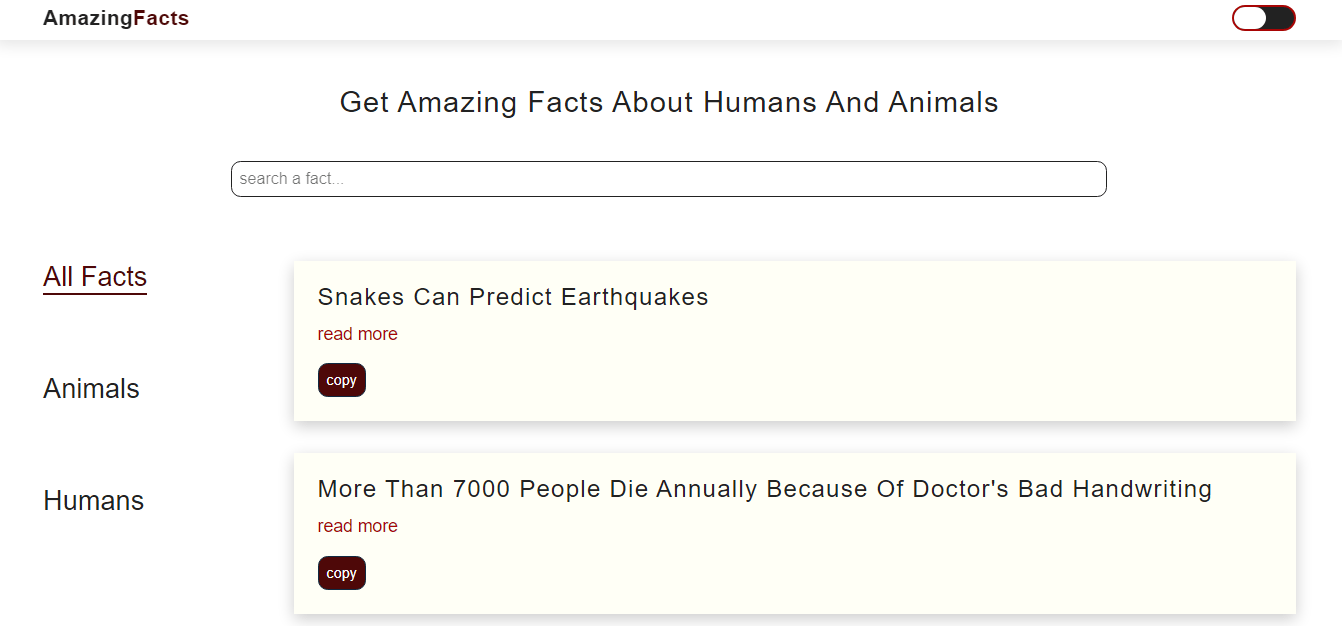 AmazingFacts
Get Amazing Facts About Humans And Animals
search a fact...
All Facts
Animals
Humans
Snakes Can Predict Earthquakes
read more
copy
More Than 7000 People Die Annually Because Of Doctor's Bad Handwriting
read more
copy